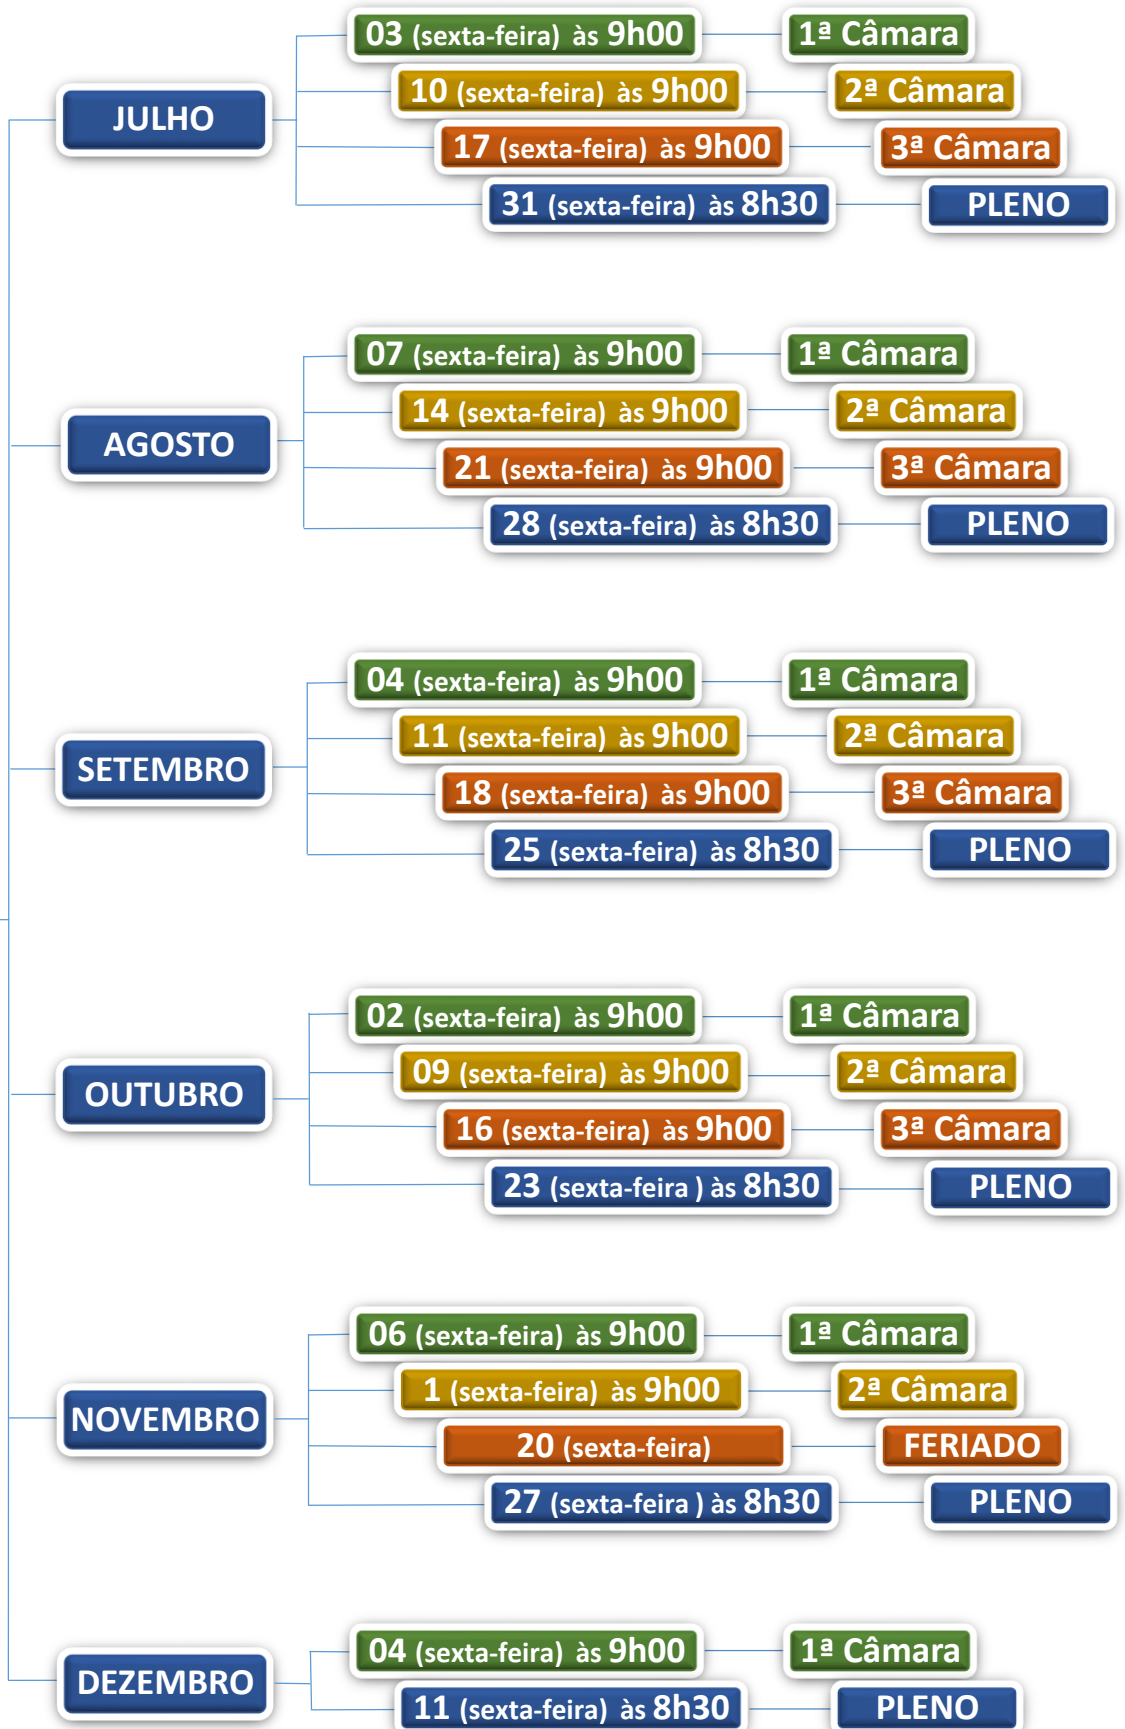 JULHO
03 (sexta-feira) às 9h00 1ª Câmara
10 (sexta-feira) às 9h00 2ª Câmara
17 (sexta-feira) às 9h00 3ª Câmara
31 (sexta-feira) às 8h30 PLENO
AGOSTO
07 (sexta-feira) às 9h00 1ª Câmara
14 (sexta-feira) às 9h00 2ª Câmara
21 (sexta-feira) às 9h00 3ª Câmara
28 (sexta-feira) às 8h30 PLENO
SETEMBRO
04 (sexta-feira) às 9h00 1ª Câmara
11 (sexta-feira) às 9h00 2ª Câmara
18 (sexta-feira) às 9h00 3ª Câmara
25 (sexta-feira) às 8h30 PLENO
OUTUBRO
02 (sexta-feira) às 9h00 1ª Câmara
09 (sexta-feira) às 9h00 2ª Câmara
16 (sexta-feira) às 9h00 3ª Câmara
23 (sexta-feira ) às 8h30 PLENO
NOVEMBRO
06 (sexta-feira) às 9h00 1ª Câmara
1 (sexta-feira) às 9h00 2ª Câmara
20 (sexta-feira) FERIADO
27 (sexta-feira ) às 8h30 PLENO
DEZEMBRO
04 (sexta-feira) às 9h00 1ª Câmara
11 (sexta-feira) às 8h30 PLENO